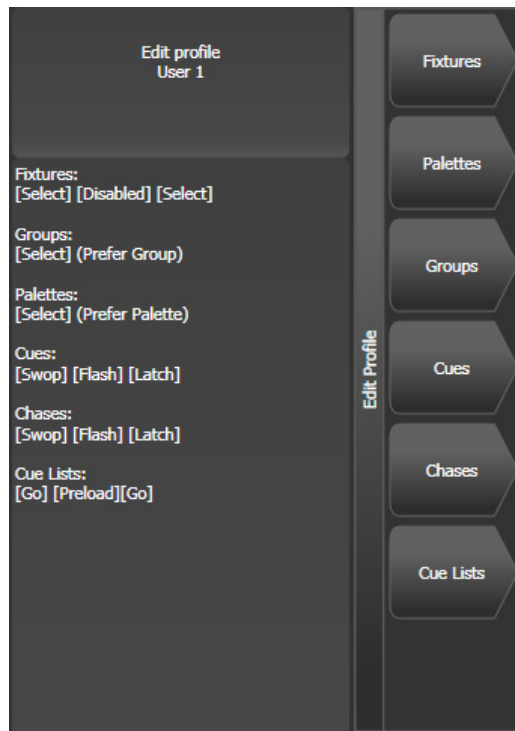 Edit profile
User 1
Fixtures:
[Select] [Disabled] [Select]
Groups:
[Select] (Prefer Group)
Palettes:
[Select] (Prefer Palette)
Cues:
[Swop] [Flash] [Latch]
Chases:
[Swop] [Flash] [Latch]
Cue Lists:
[Go] [Preload][Go]
Edit Profile
Fixtures
Palettes
Groups
Cues
Chases
Cue Lists